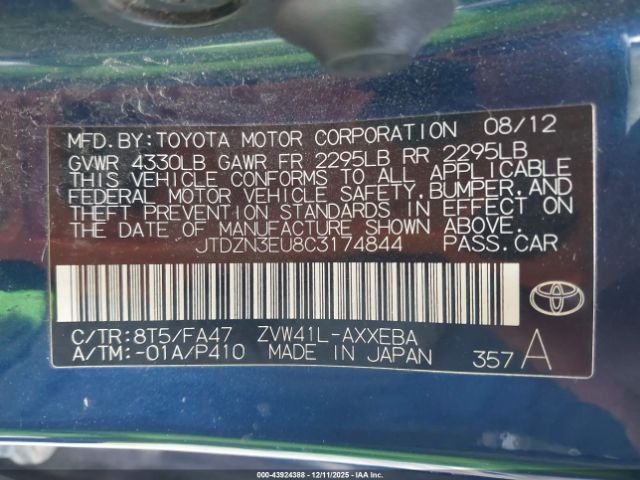 MFD. BY: TOYOTA MOTOR CORPORATION 08/12
GVWR 4330LB GAWR FR 2295LB RR 2295LB
THIS VEHICLE CONFORMS TO ALL APPLICABLE
FEDERAL MOTOR VEHICLE SAFETY, BUMPER, AND
THEFT PREVENTION STANDARDS IN EFFECT ON
THE DATE OF MANUFACTURE SHOWN ABOVE.
JTDZN3EU8C3174844 PASS. CAR
C/TR: 8T5/FA47 ZVW41L-AXXEBA
A/TM: -01A/P410 MADE IN JAPAN 357 A
000-43924388 - 12/11/2025 - IAAI.COM